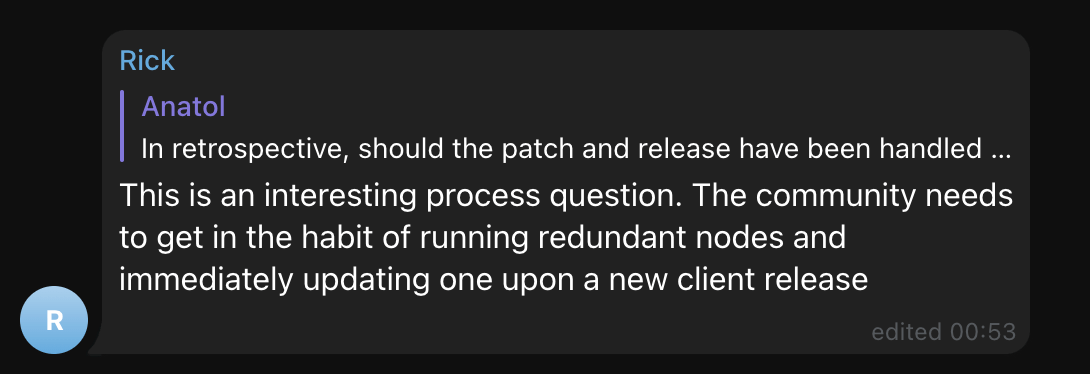 Rick
Anatol
In retrospective, should the patch and release have been handled ...
This is an interesting process question. The community needs
to get in the habit of running redundant nodes and
immediately updating one upon a new client release
R
edited 00:53